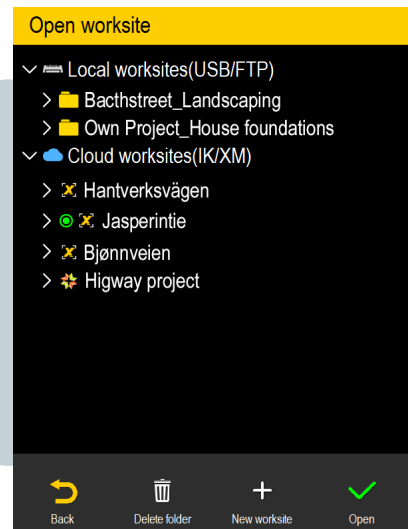 Open worksite
Local worksites(USB/FTP)
Bacthstreet_Landscaping
Own Project_House foundations
Cloud worksites(IK/XM)
Hantverksvägen
Jasperintie
Bjønnveien
Higway project
Back
Delete folder
New worksite
Open